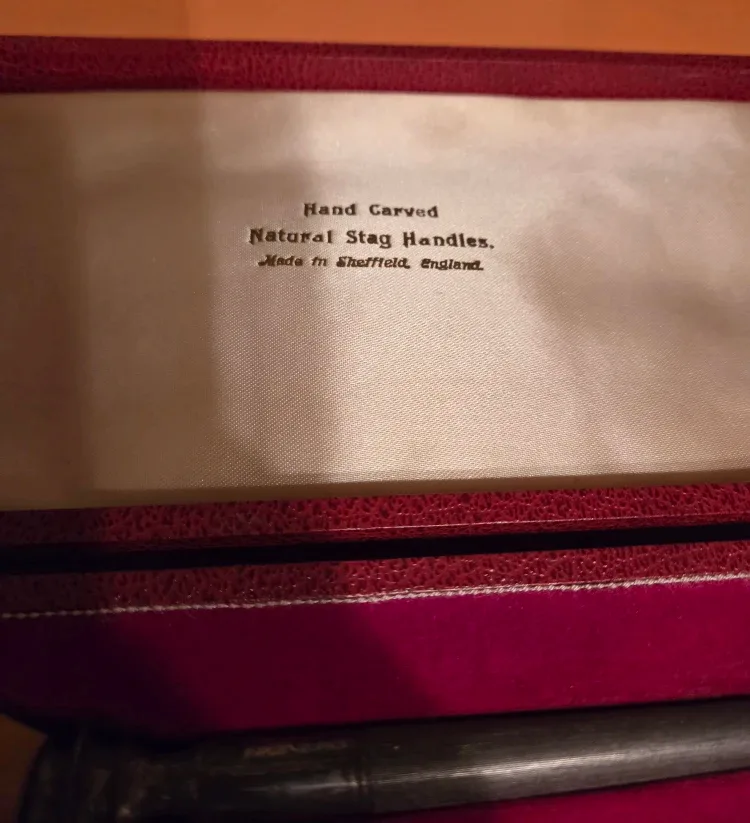 Hand Carved
Natural Stag Handles.
Made in Sheffield, England.